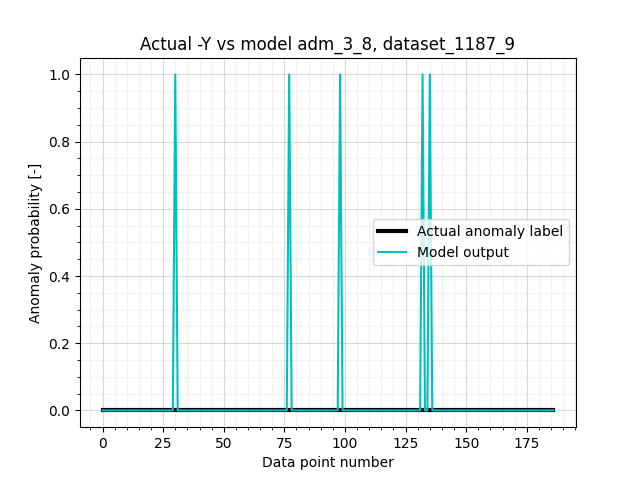 Actual -Y vs model adm_3_8, dataset_1187_9
Anomaly probability [-]
1.0
0.8
0.6
0.4
0.2
0.0
Actual anomaly label
Model output
0 25 50 75 100 125 150 175
Data point number